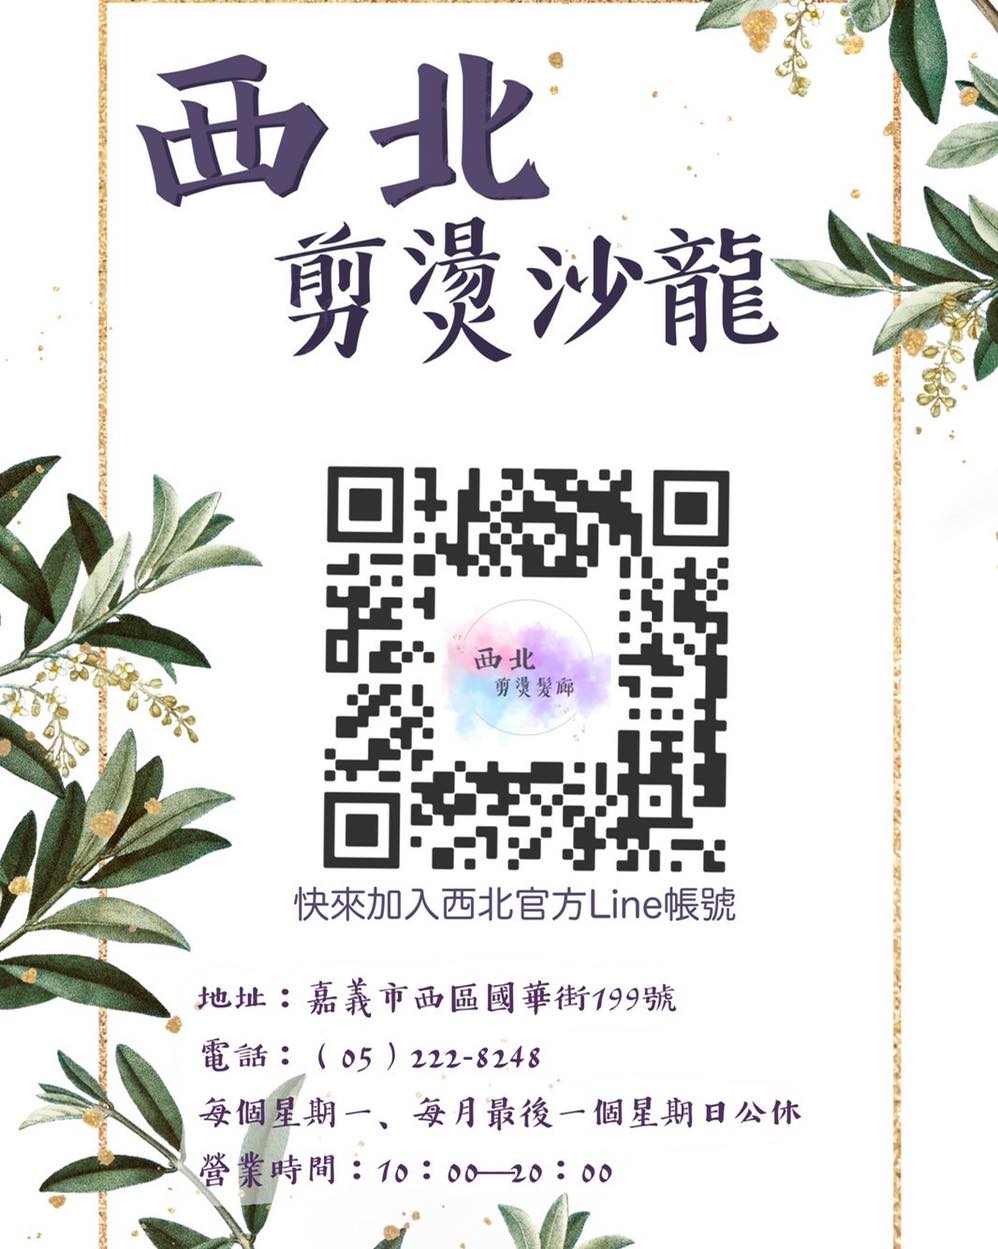 西北
剪燙沙龍
西北
剪燙髮廊
快來加入西北官方Line帳號
地址：嘉義市西區國華街199號
電話：（05）222-8248
每個星期一、每月最後一個星期日公休
營業時間：10：00—20：00